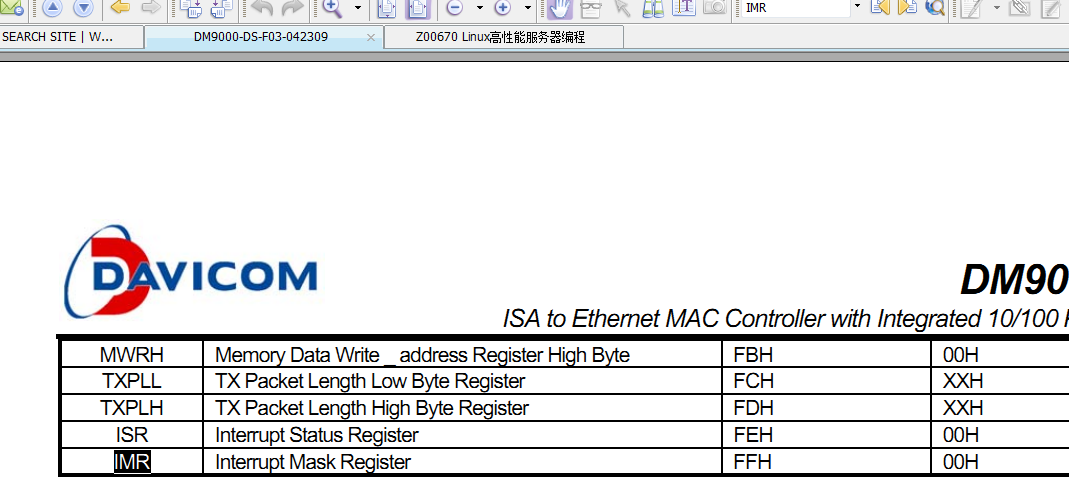 IMR
SEARCH SITE | W...
DM9000-DS-F03-042309
Z00670 Linux高性能服务器编程
DAVICOM
DM90
ISA to Ethernet MAC Controller with Integrated 10/100
MWRH Memory Data Write _ address Register High Byte FBH 00H
TXPLL TX Packet Length Low Byte Register FCH XXH
TXPLH TX Packet Length High Byte Register FDH XXH
ISR Interrupt Status Register FEH 00H
IMR Interrupt Mask Register FFH 00H